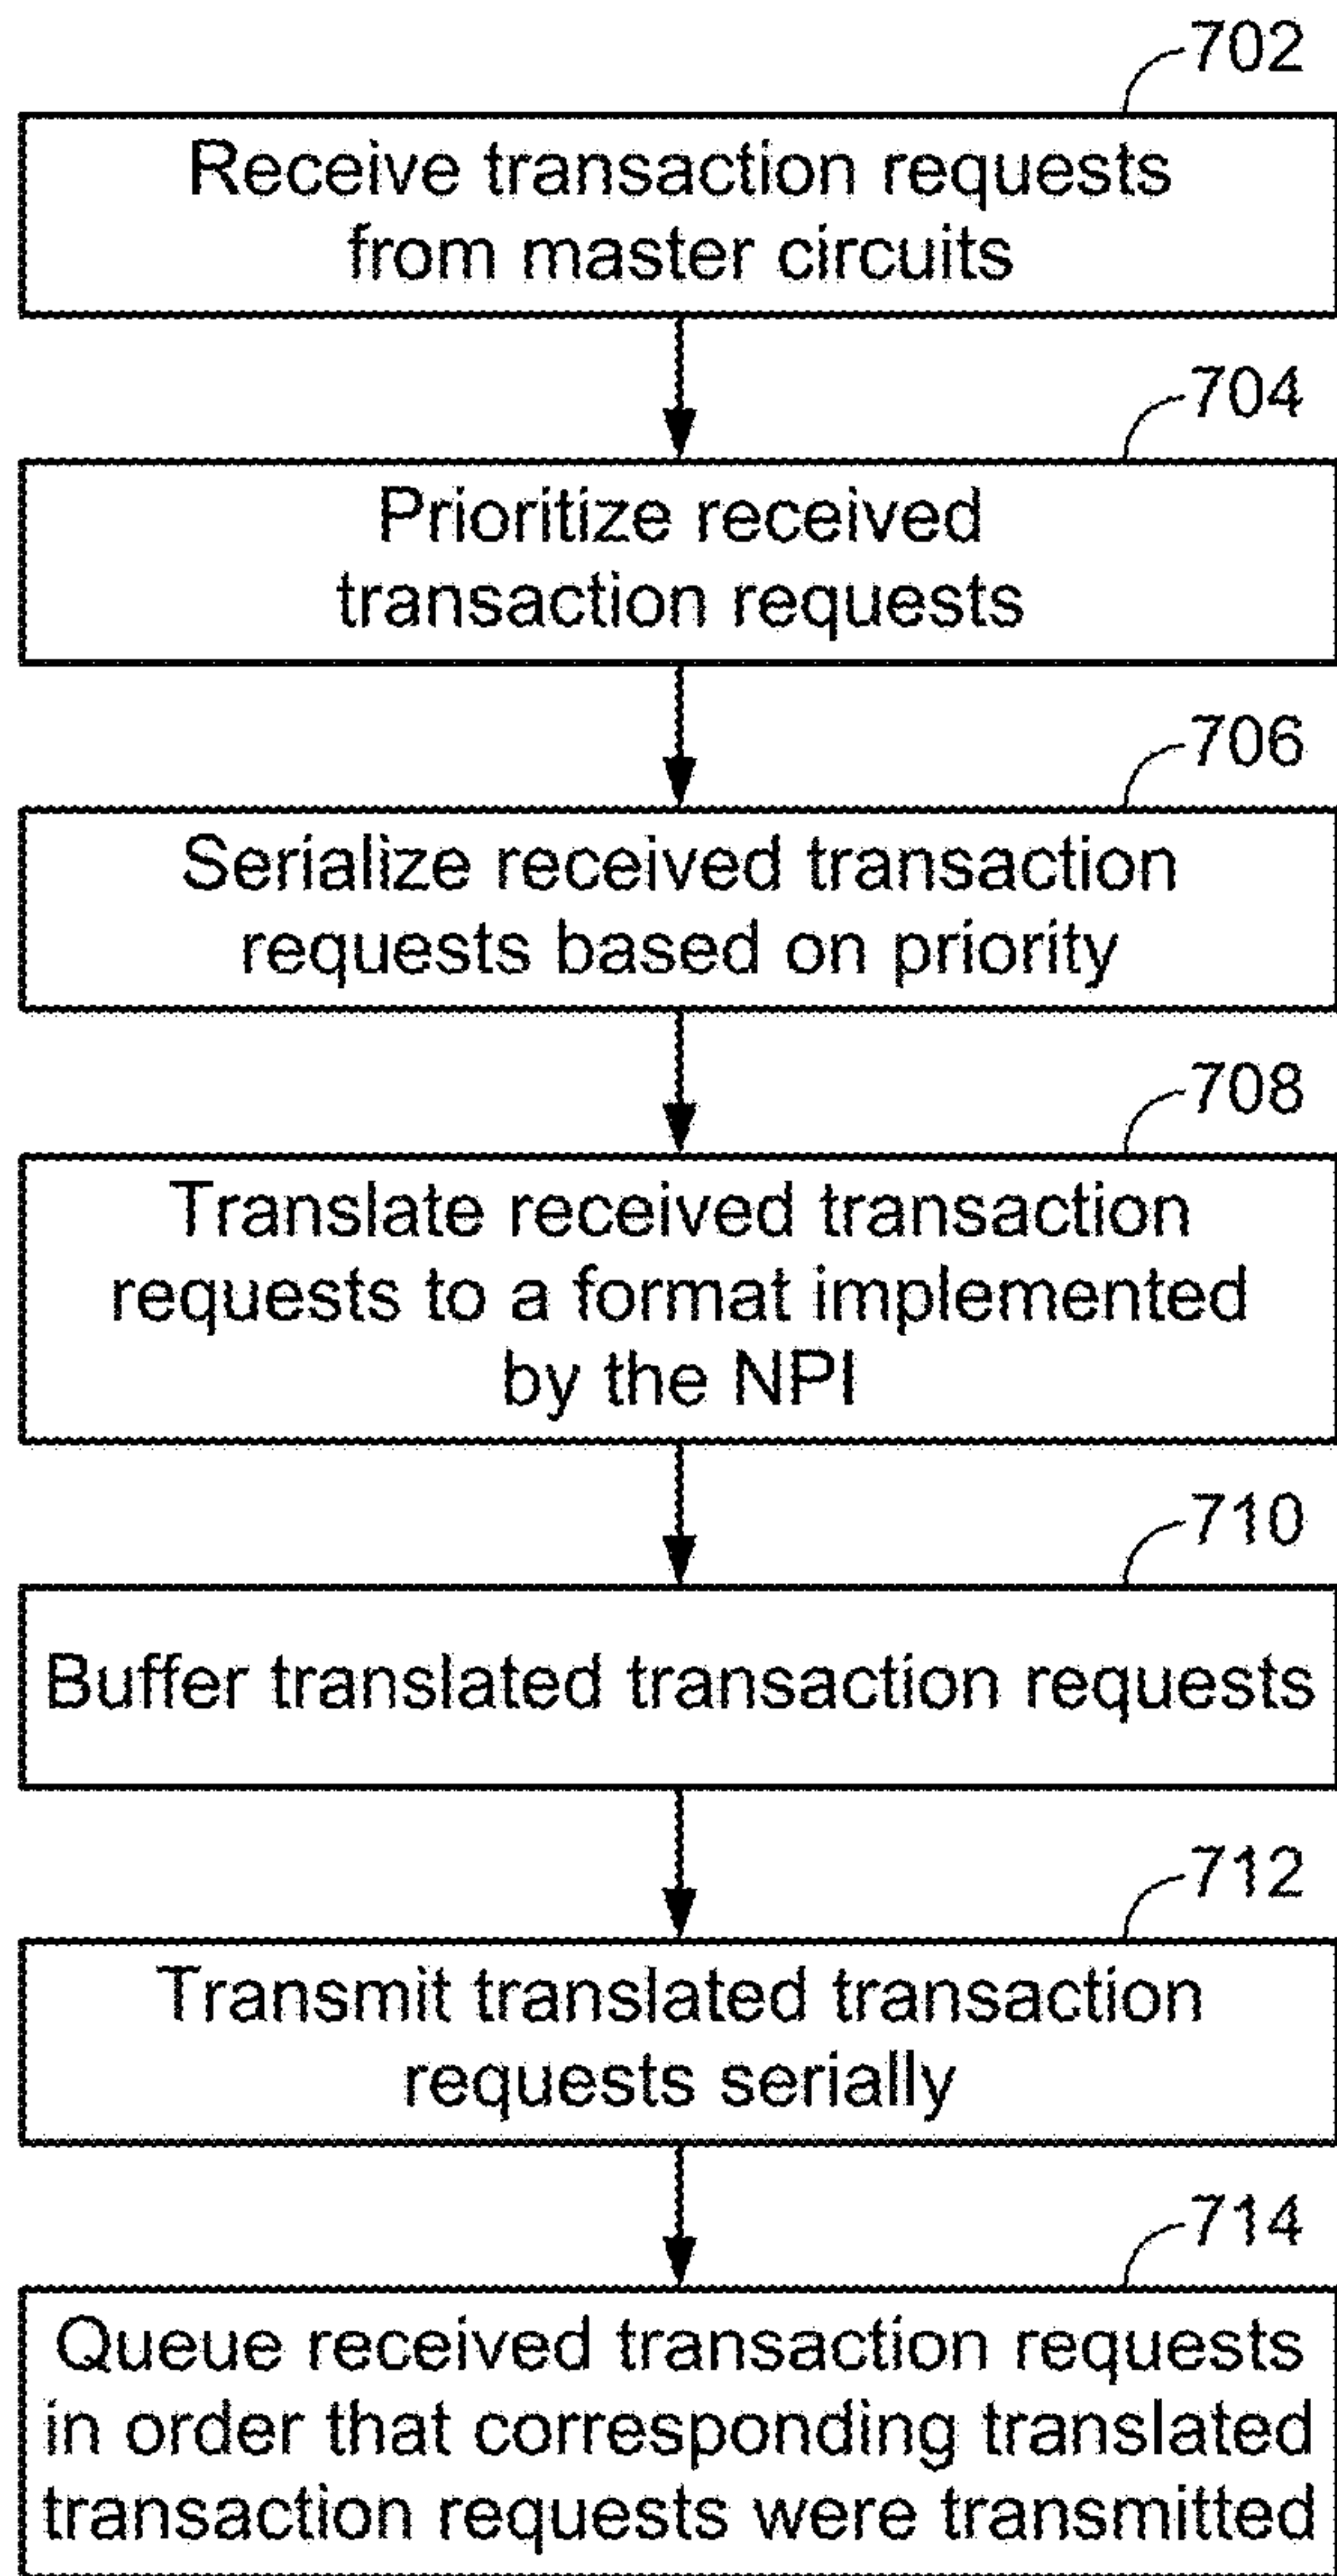 702
Receive transaction requests
from master circuits
704
Prioritize received
transaction requests
706
Serialize received transaction
requests based on priority
708
Translate received transaction
requests to a format implemented
by the NPI
710
Buffer translated transaction requests
712
Transmit translated transaction
requests serially
714
Queue received transaction requests
in order that corresponding translated
transaction requests were transmitted